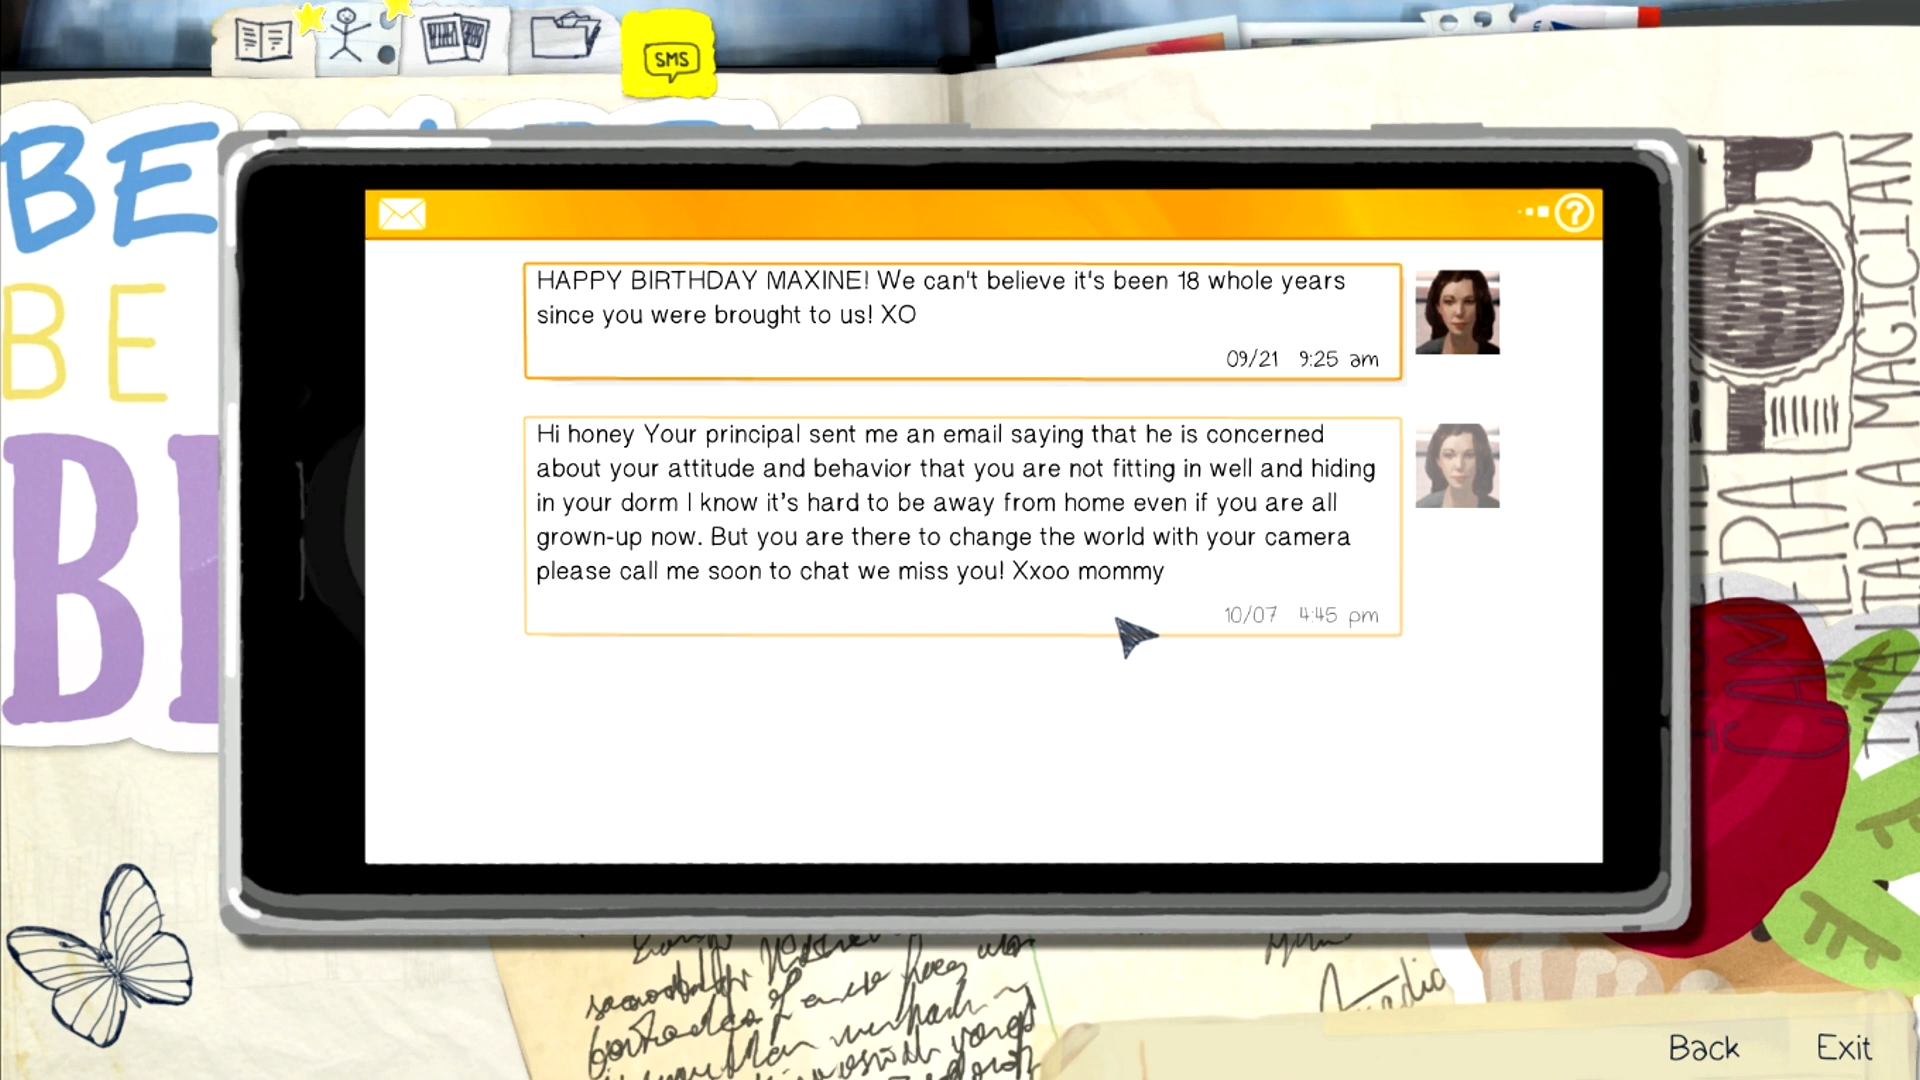 SMS
BE
BE
HAPPY BIRTHDAY MAXINE! We can't believe it's been 18 whole years
since you were brought to us! XO
09/21 9:25 am
Hi honey Your principal sent me an email saying that he is concerned
about your attitude and behavior that you are not fitting in well and hiding
in your dorm I know it's hard to be away from home even if you are all
grown-up now. But you are there to change the world with your camera
please call me soon to chat we miss you! Xxoo mommy
10/07 4:45 pm
CAMERA
MAGICIAN
Back
Exit